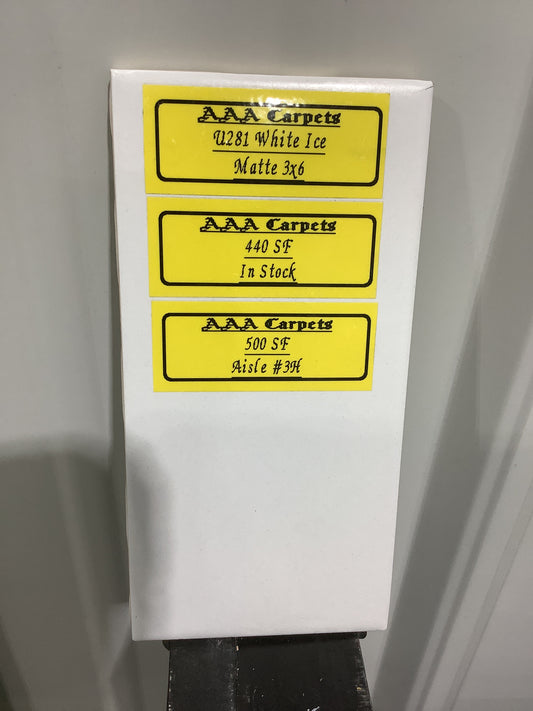 AAA Carpets
U281 White Ice
Matte 3x6
AAA Carpets
440 SF
In Stock
AAA Carpets
500 SF
Aisle #3H